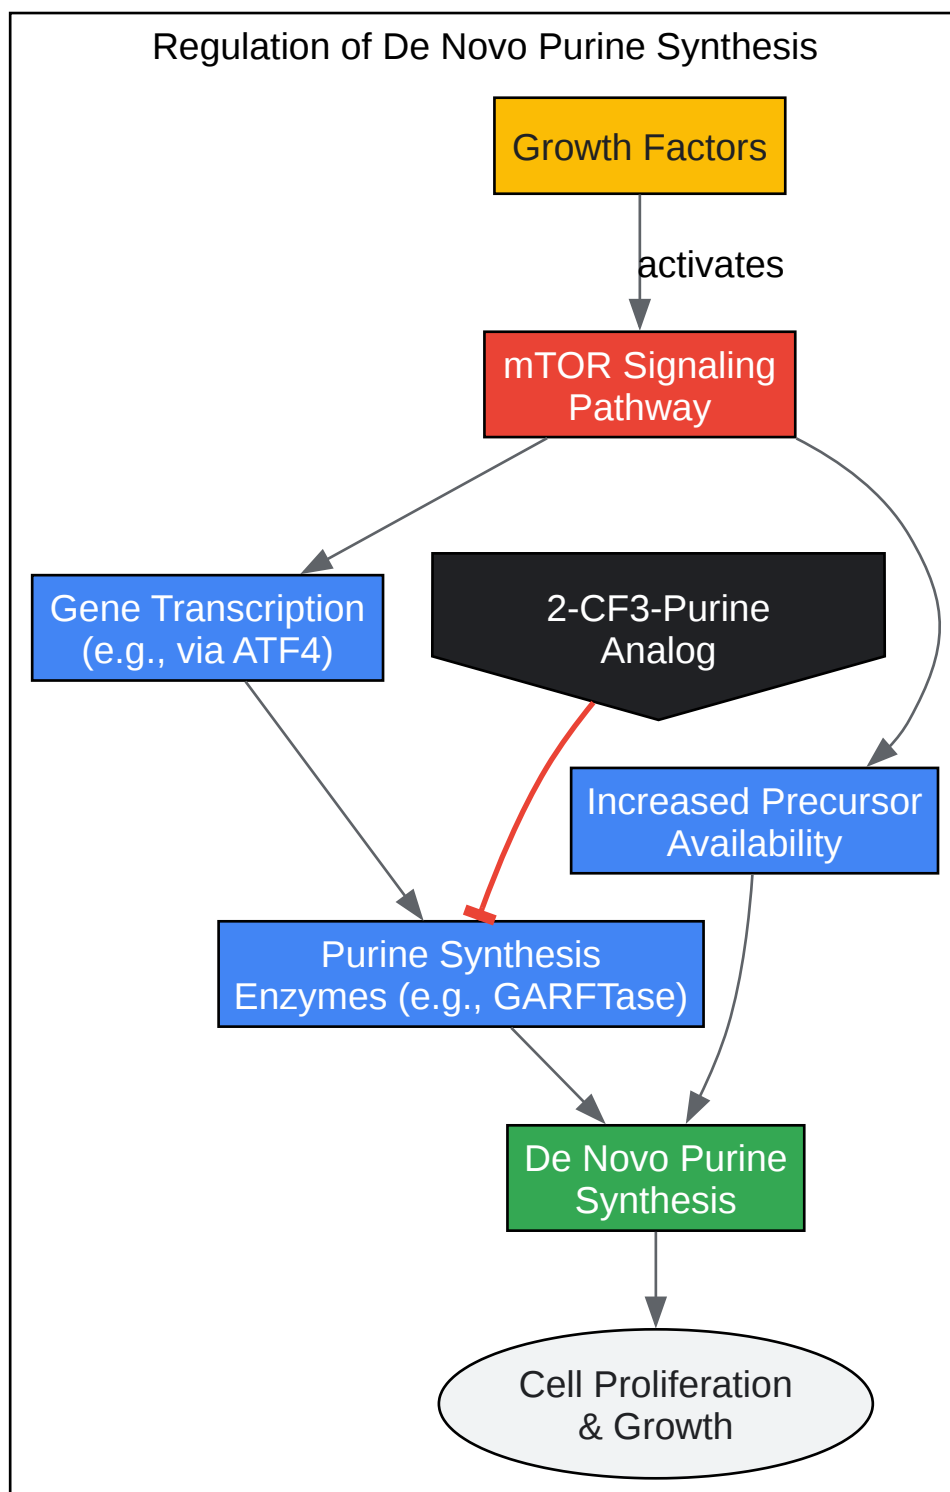 Regulation of De Novo Purine Synthesis
Growth Factors
activates
mTOR Signaling
Pathway
Gene Transcription
(e.g., via ATF4)
2-CF3-Purine
Analog
Increased Precursor
Availability
Purine Synthesis
Enzymes (e.g., GARFTase)
De Novo Purine
Synthesis
Cell Proliferation
& Growth